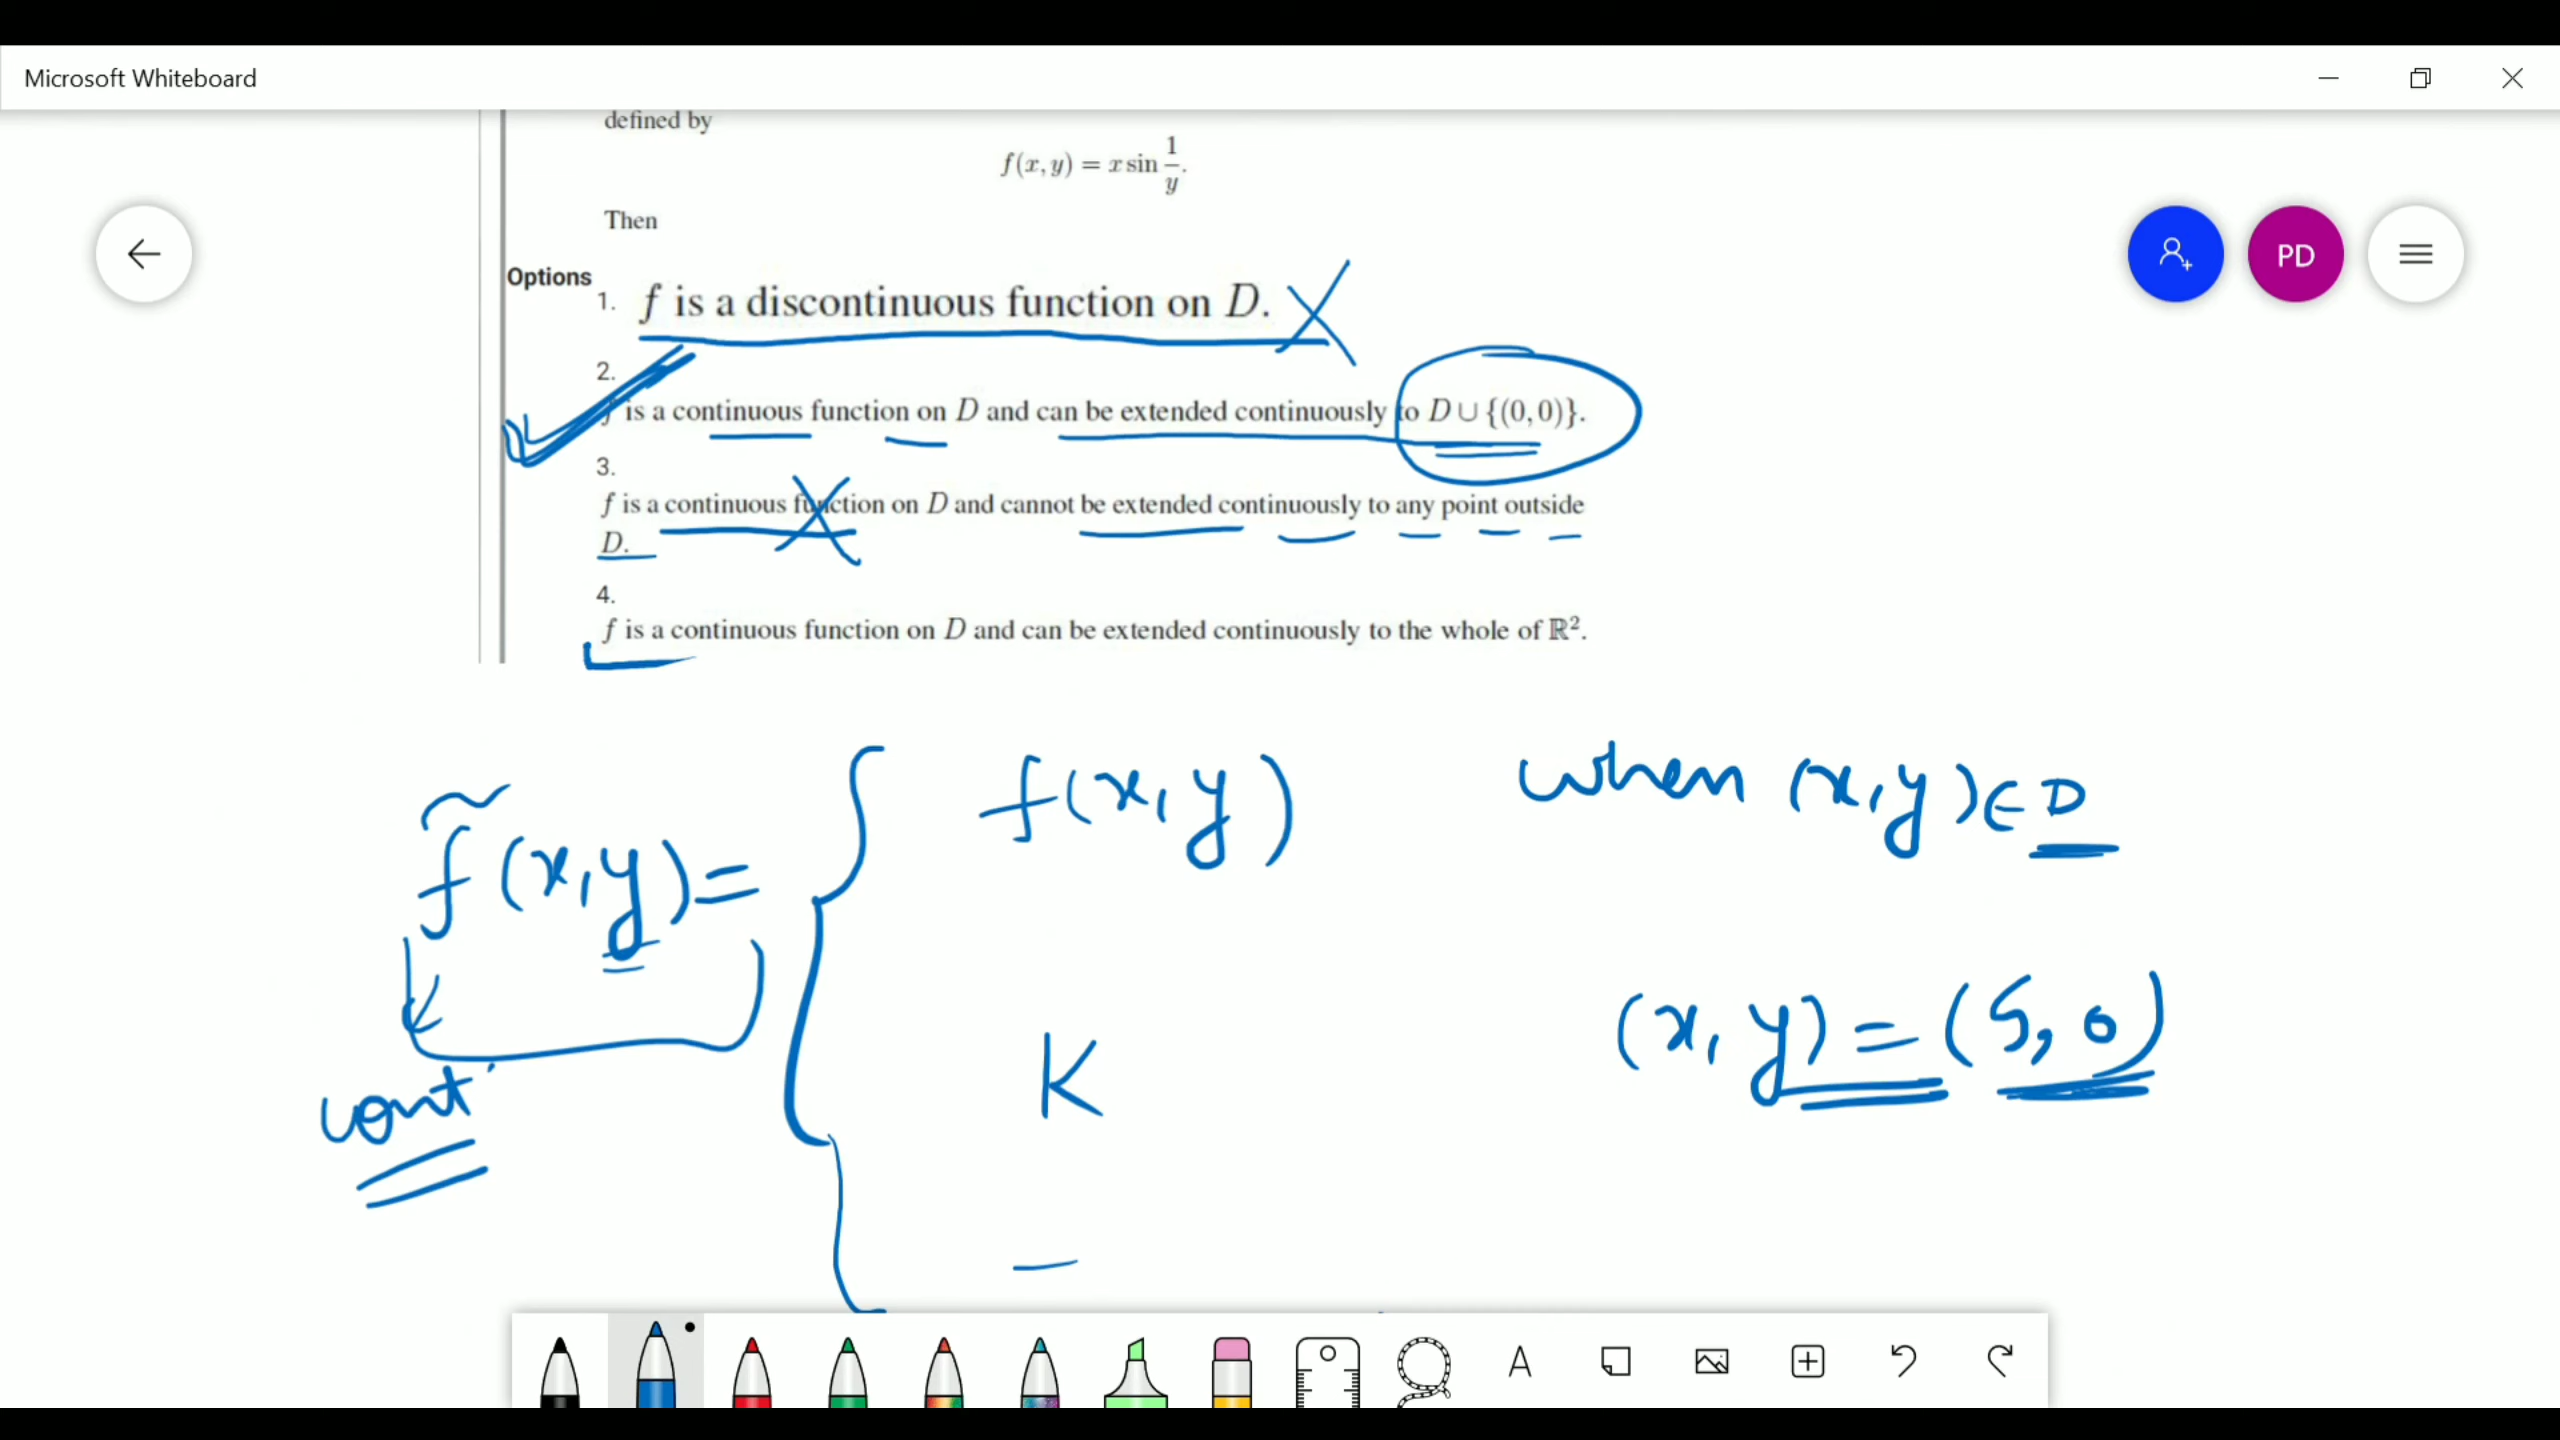 Microsoft Whiteboard
defined by
f(x, y) = x sin 1/y.
Then
PD
Options
1. f is a discontinuous function on D.
2.
f is a continuous function on D and can be extended continuously to D ∪ {(0,0)}.
3.
f is a continuous function on D and cannot be extended continuously to any point outside
D.
4.
f is a continuous function on D and can be extended continuously to the whole of ℝ².
f̃(x,y) = { f(x,y) when (x,y) ∈ D
K (x,y) = (5,0)
cont'
—
A